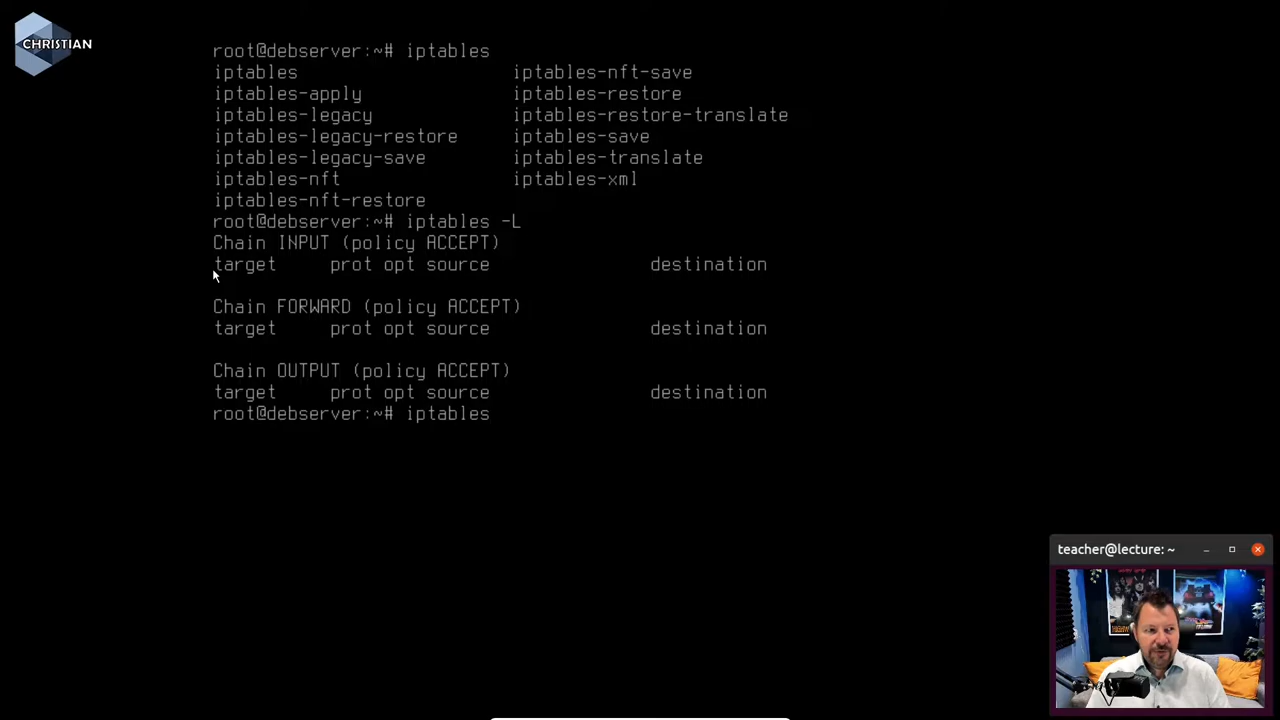 CHRISTIAN
root@debserver:~# iptables
iptables iptables-nft-save
iptables-apply iptables-restore
iptables-legacy iptables-restore-translate
iptables-legacy-restore iptables-save
iptables-legacy-save iptables-translate
iptables-nft iptables-xml
iptables-nft-restore
root@debserver:~# iptables -L
Chain INPUT (policy ACCEPT)
target prot opt source destination
Chain FORWARD (policy ACCEPT)
target prot opt source destination
Chain OUTPUT (policy ACCEPT)
target prot opt source destination
root@debserver:~# iptables
teacher@lecture: ~